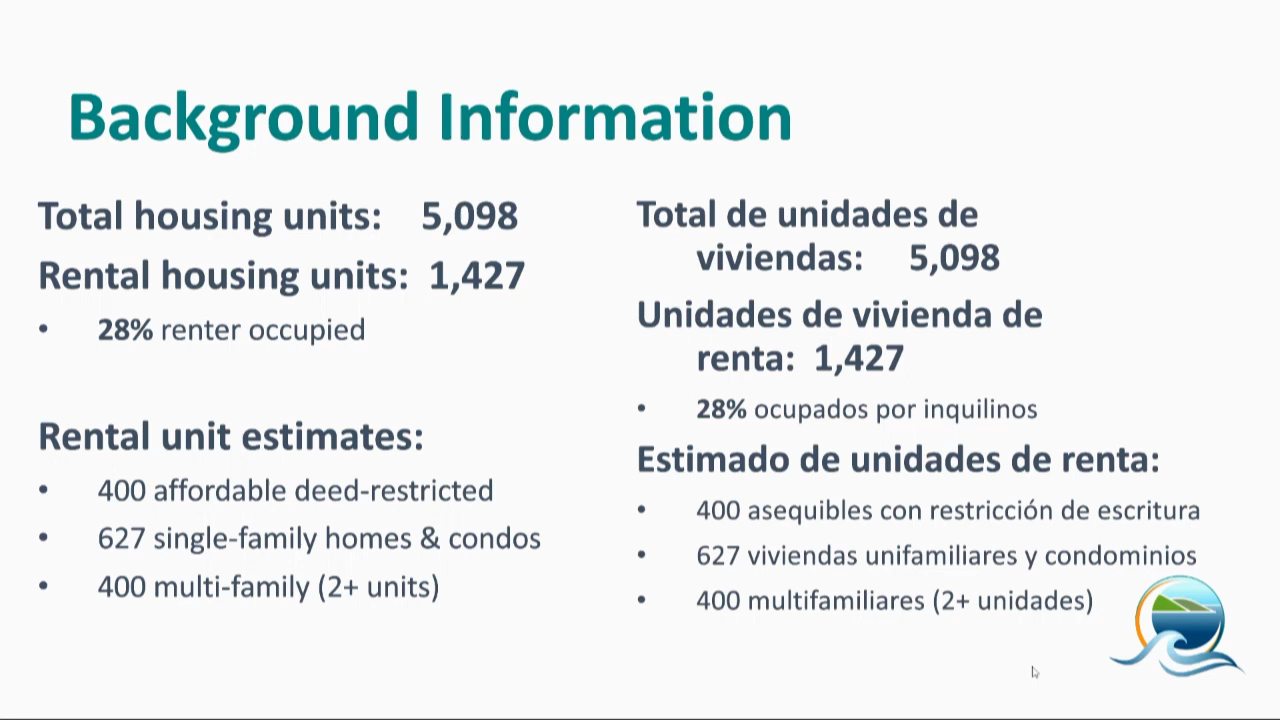 Background Information
Total housing units: 5,098
Rental housing units: 1,427
• 28% renter occupied
Rental unit estimates:
• 400 affordable deed-restricted
• 627 single-family homes & condos
• 400 multi-family (2+ units)
Total de unidades de
viviendas: 5,098
Unidades de vivienda de
renta: 1,427
• 28% ocupados por inquilinos
Estimado de unidades de renta:
• 400 asequibles con restricción de escritura
• 627 viviendas unifamiliares y condominios
• 400 multifamiliares (2+ unidades)